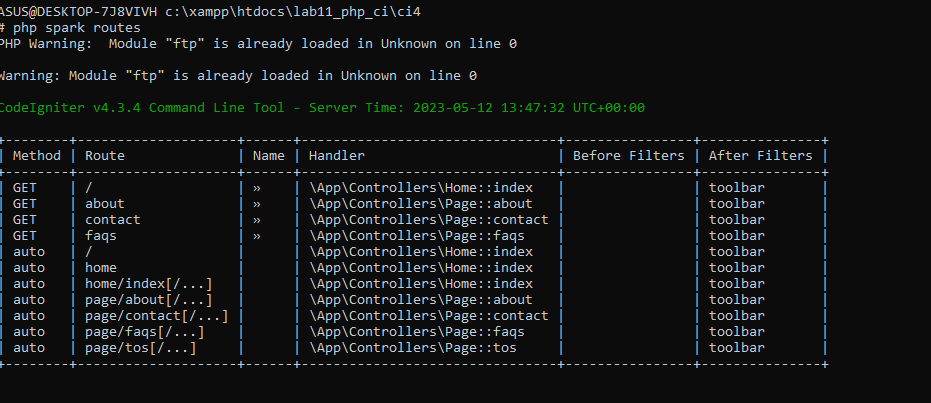 ASUS@DESKTOP-7J8VIVH c:\xampp\htdocs\lab11_php_ci\ci4
# php spark routes
PHP Warning:  Module "ftp" is already loaded in Unknown on line 0
Warning: Module "ftp" is already loaded in Unknown on line 0
CodeIgniter v4.3.4 Command Line Tool - Server Time: 2023-05-12 13:47:32 UTC+00:00
+--------+--------------------+------+--------------------------------+----------------+---------------+
| Method | Route              | Name | Handler                        | Before Filters | After Filters |
+--------+--------------------+------+--------------------------------+----------------+---------------+
| GET    | /                  | »    | \App\Controllers\Home::index   |                | toolbar       |
| GET    | about              | »    | \App\Controllers\Page::about   |                | toolbar       |
| GET    | contact            | »    | \App\Controllers\Page::contact |                | toolbar       |
| GET    | faqs               | »    | \App\Controllers\Page::faqs    |                | toolbar       |
| auto   | /                  |      | \App\Controllers\Home::index   |                | toolbar       |
| auto   | home               |      | \App\Controllers\Home::index   |                | toolbar       |
| auto   | home/index[/...]   |      | \App\Controllers\Home::index   |                | toolbar       |
| auto   | page/about[/...]   |      | \App\Controllers\Page::about   |                | toolbar       |
| auto   | page/contact[/...] |      | \App\Controllers\Page::contact |                | toolbar       |
| auto   | page/faqs[/...]    |      | \App\Controllers\Page::faqs    |                | toolbar       |
| auto   | page/tos[/...]     |      | \App\Controllers\Page::tos     |                | toolbar       |
+--------+--------------------+------+--------------------------------+----------------+---------------+